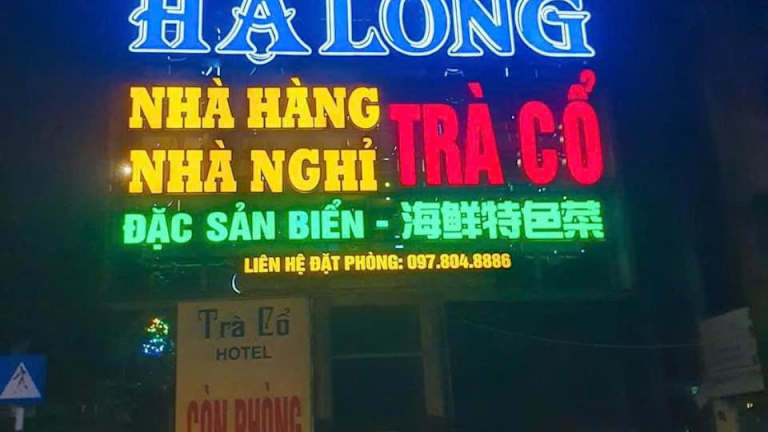 HẠ LONG
NHÀ HÀNG
NHÀ NGHỈ
TRÀ CỔ
ĐẶC SẢN BIỂN - 海鲜特色菜
LIÊN HỆ ĐẶT PHÒNG: 097.804.8886
Trà Cổ
HOTEL
CÒN PHÒNG